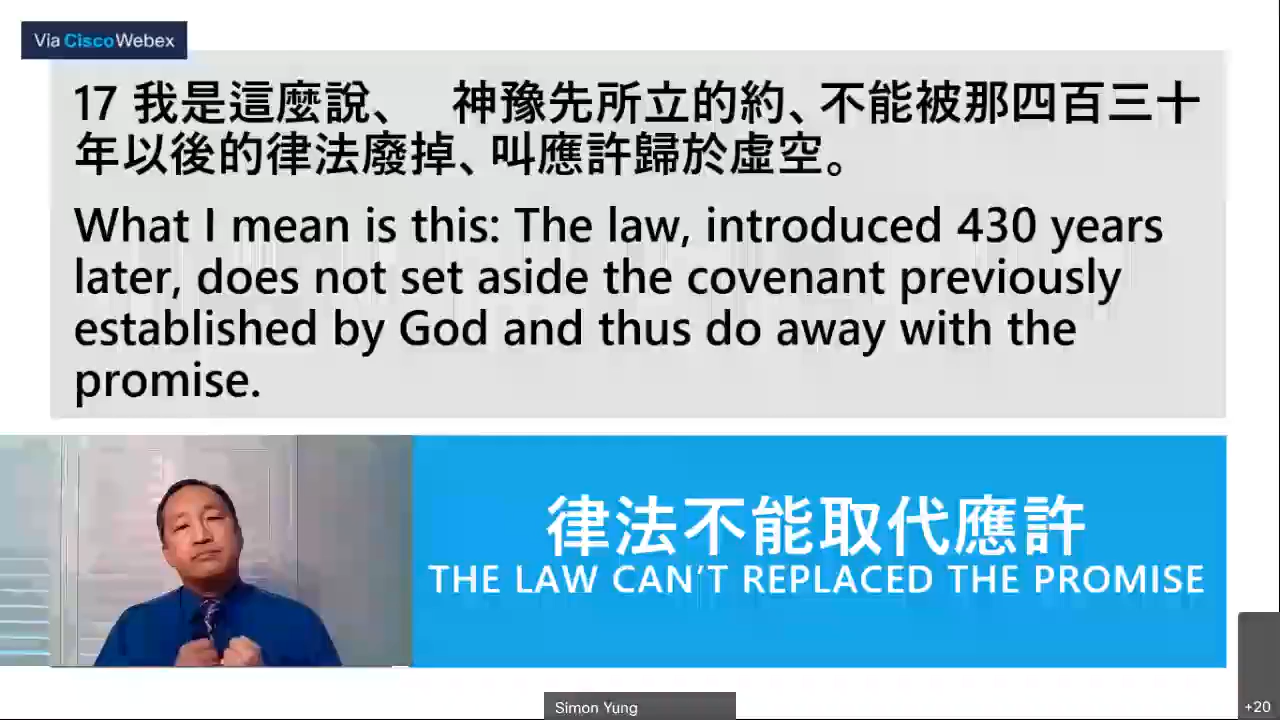 Via Cisco Webex
17 我是這麼說、　神豫先所立的約、不能被那四百三十
年以後的律法廢掉、叫應許歸於虛空。
What I mean is this: The law, introduced 430 years
later, does not set aside the covenant previously
established by God and thus do away with the
promise.
律法不能取代應許
THE LAW CAN'T REPLACED THE PROMISE
Simon Yung
+20